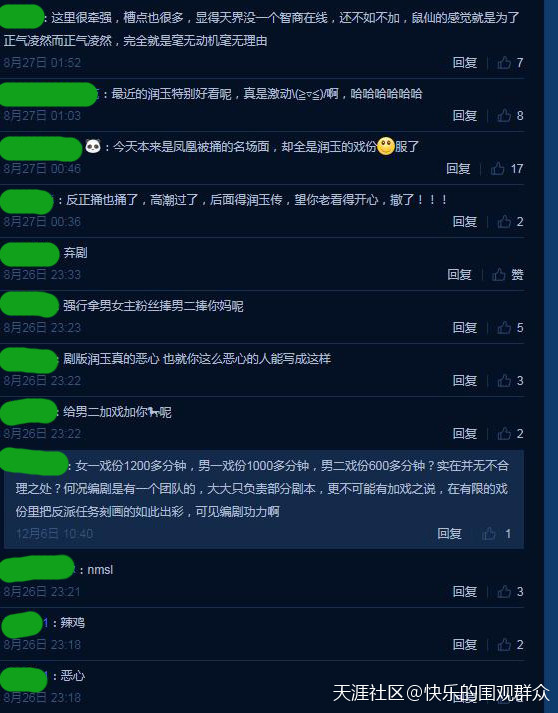 ：这里很牵强，槽点也很多，显得天界没一个智商在线，还不如不加，鼠仙的感觉就是为了
正气凌然而正气凌然，完全就是毫无动机毫无理由
8月27日 01:52 回复 7
：最近的润玉特别好看呢，真是激动\(≧▽≦)/啊，哈哈哈哈哈哈
8月27日 01:03 回复 8
🐼：今天本来是凤凰被捅的名场面，却全是润玉的戏份🙂服了
8月27日 00:46 回复 17
：反正捅也捅了，高潮过了，后面得润玉传，望你老看得开心，撤了！！！
8月27日 00:36 回复 2
弃剧
8月26日 23:33 回复 赞
强行拿男女主粉丝捧男二捧你妈呢
8月26日 23:23 回复 5
：剧版润玉真的恶心 也就你这么恶心的人能写成这样
8月26日 23:22 回复 3
：给男二加戏加你🐎呢
8月26日 23:22 回复 2
：女一戏份1200多分钟，男一戏份1000多分钟，男二戏份600多分钟？实在并无不合
理之处？何况编剧是有一个团队的，大大只负责部分剧本，更不可能有加戏之说，在有限的戏
份里把反派任务刻画的如此出彩，可见编剧功力啊
12月6日 10:40 回复 1
：nmsl
8月26日 23:21 回复 3
1：辣鸡
8月26日 23:18 回复 2
：恶心
8月26日 23:18 回复
天涯社区@快乐的围观群众